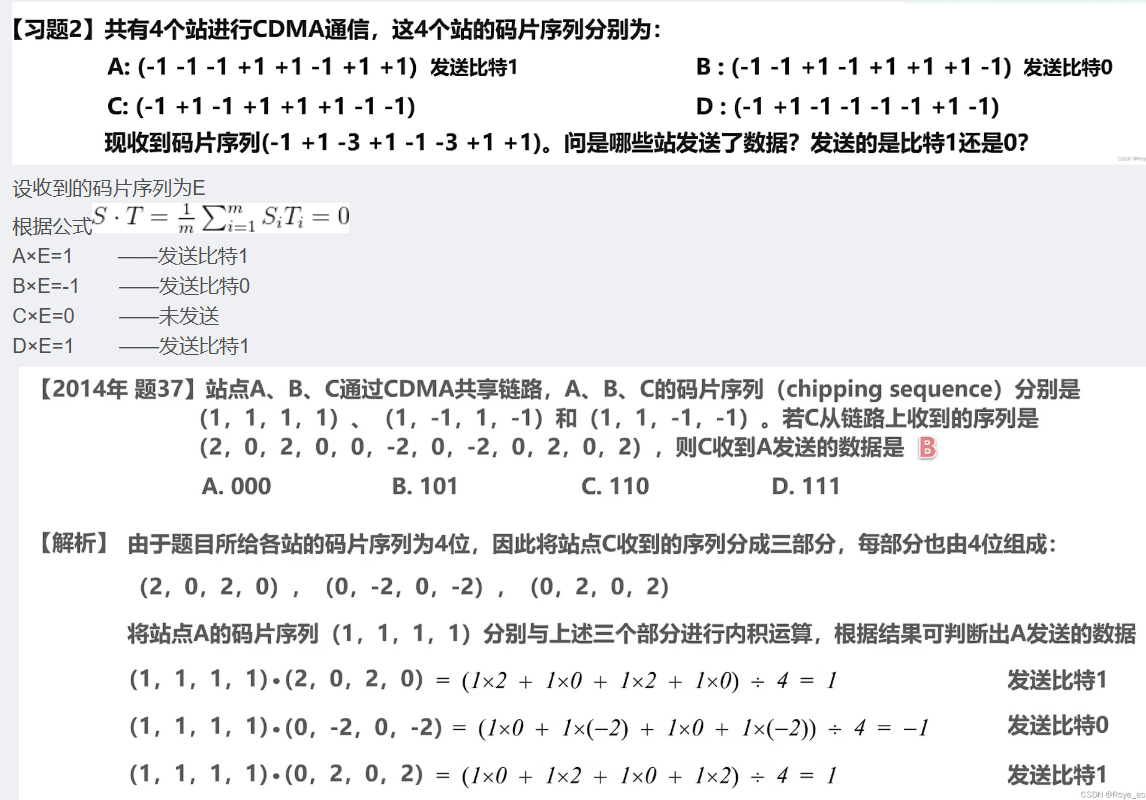 【习题2】共有4个站进行CDMA通信，这4个站的码片序列分别为：
A: (-1 -1 -1 +1 +1 -1 +1 +1) 发送比特1 B : (-1 -1 +1 -1 +1 +1 +1 -1) 发送比特0
C: (-1 +1 -1 +1 +1 +1 -1 -1) D : (-1 +1 -1 -1 -1 -1 +1 -1)
现收到码片序列(-1 +1 -3 +1 -1 -3 +1 +1)。问是哪些站发送了数据？发送的是比特1还是0？
设收到的码片序列为E
根据公式 S · T = \frac{1}{m} \sum_{i=1}^{m} S_i T_i = 0
A×E=1 ——发送比特1
B×E=-1 ——发送比特0
C×E=0 ——未发送
D×E=1 ——发送比特1
【2014年 题37】站点A、B、C通过CDMA共享链路，A、B、C的码片序列（chipping sequence）分别是
（1，1，1，1）、（1，-1，1，-1）和（1，1，-1，-1）。若C从链路上收到的序列是
（2，0，2，0，0，-2，0，-2，0，2，0，2），则C收到A发送的数据是 B
A. 000 B. 101 C. 110 D. 111
【解析】 由于题目所给各站的码片序列为4位，因此将站点C收到的序列分成三部分，每部分也由4位组成：
（2，0，2，0），（0，-2，0，-2），（0，2，0，2）
将站点A的码片序列（1，1，1，1）分别与上述三个部分进行内积运算，根据结果可判断出A发送的数据
(1，1，1，1)•(2，0，2，0) = (1×2 + 1×0 + 1×2 + 1×0) ÷ 4 = 1 发送比特1
(1，1，1，1)•(0，-2，0，-2) = (1×0 + 1×(−2) + 1×0 + 1×(−2)) ÷ 4 = −1 发送比特0
(1，1，1，1)•(0，2，0，2) = (1×0 + 1×2 + 1×0 + 1×2) ÷ 4 = 1 发送比特1